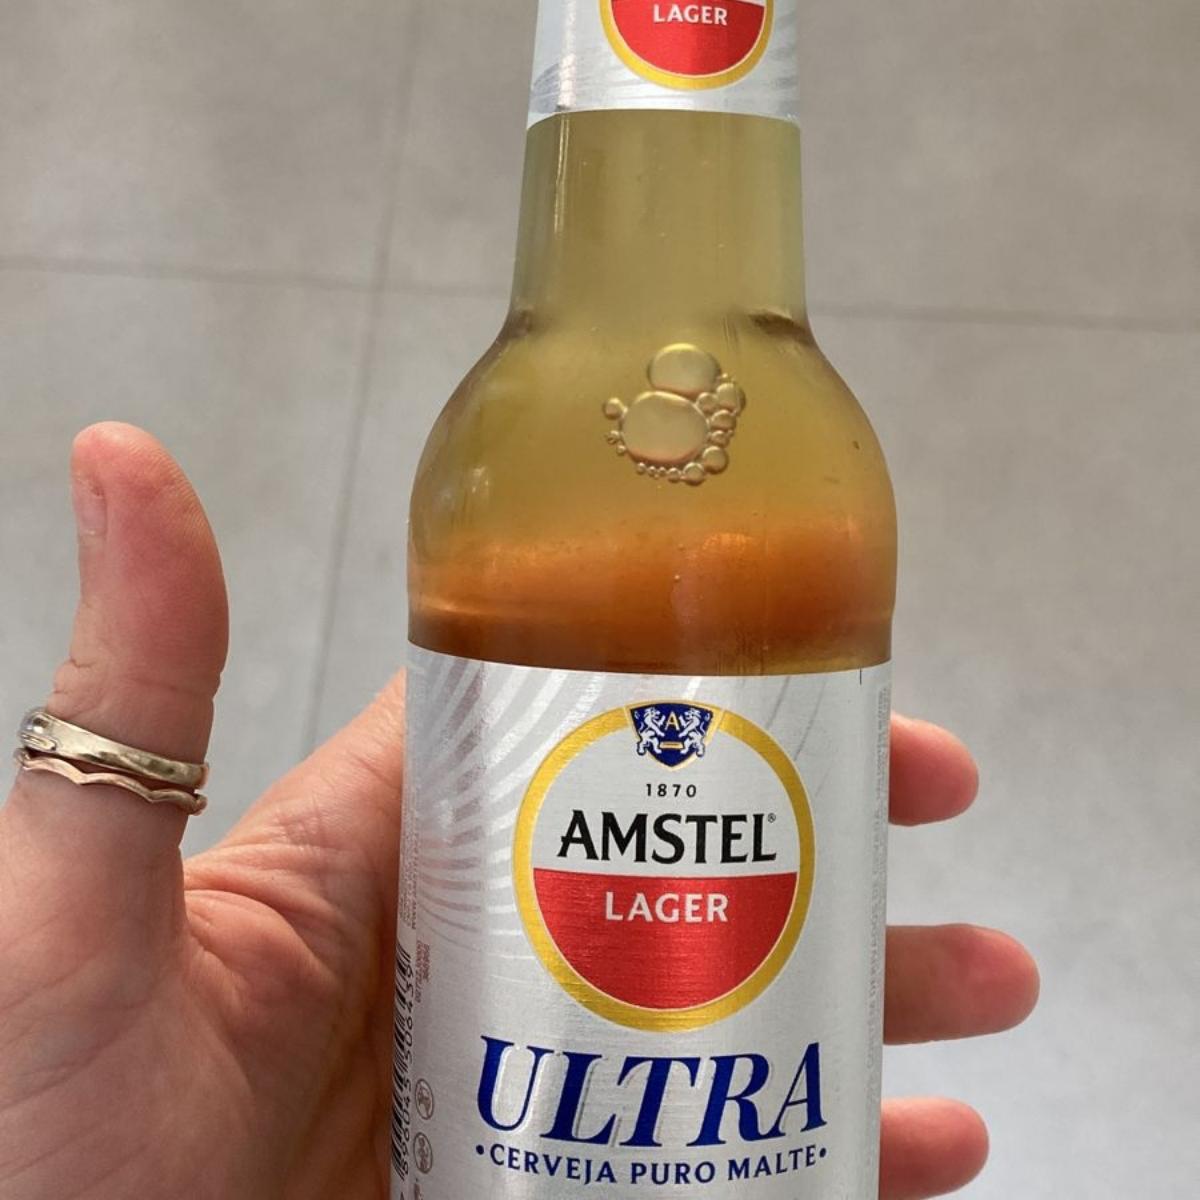 LAGER
A
1870
AMSTEL®
LAGER
ULTRA
•CERVEJA PURO MALTE•